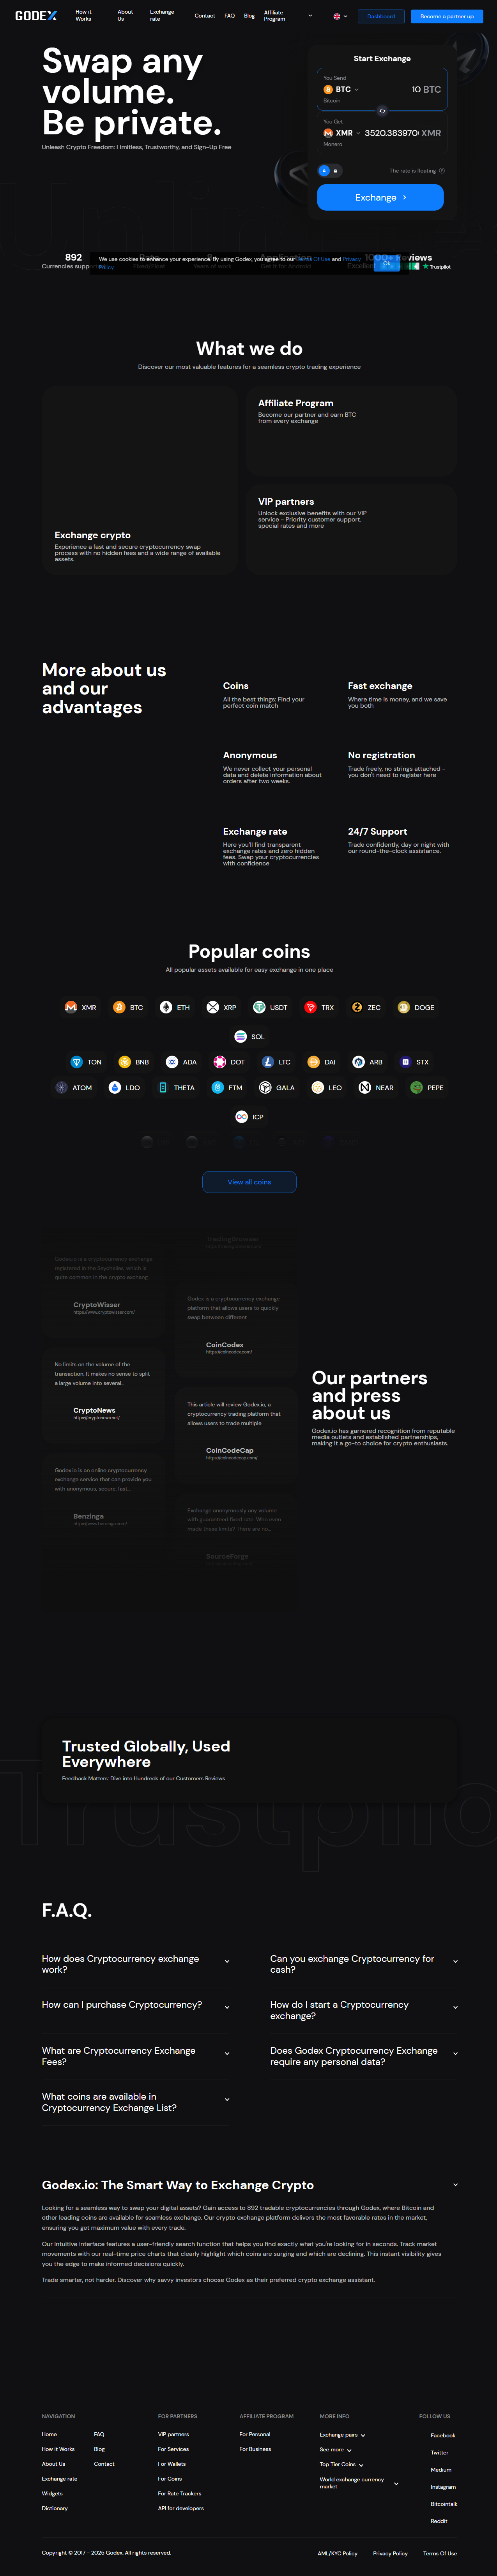 GODEX
How it Works
About Us
Exchange rate
Contact
FAQ
Blog
Affiliate Program
Dashboard
Become a partner up
Swap any
volume.
Be private.
Unleash Crypto Freedom: Limitless, Trustworthy, and Sign-Up Free
Start Exchange
You Send
BTC
10 BTC
Bitcoin
You Get
XMR
3520.383970 XMR
Monero
The rate is floating
Exchange
892
Currencies
1000+ Reviews
Trustpilot
We use cookies to enhance your experience. By using Godex, you agree to our Terms Of Use and Privacy
Policy
Ok
What we do
Discover our most valuable features for a seamless crypto trading experience
Exchange crypto
Experience a fast and secure cryptocurrency swap
process with no hidden fees and a wide range of available
assets.
Affiliate Program
Become our partner and earn BTC
from every exchange
VIP partners
Unlock exclusive benefits with our VIP
service - Priority customer support,
special rates and more
More about us
and our
advantages
Coins
All the best things: Find your
perfect coin match
Fast exchange
Where time is money, and we save
you both
Anonymous
We never collect your personal
data and delete information about
orders after two weeks.
No registration
Trade freely, no strings attached -
you don't need to register here
Exchange rate
Here you'll find transparent
exchange rates and zero hidden
fees. Swap your cryptocurrencies
with confidence
24/7 Support
Trade confidently, day or night with
our round-the-clock assistance.
Popular coins
All popular assets available for easy exchange in one place
XMR BTC ETH XRP USDT TRX ZEC DOGE
SOL
TON BNB ADA DOT LTC DAI ARB STX
ATOM LDO THETA FTM GALA LEO NEAR PEPE
ICP
View all coins
TradingBrowser
Godex.io is a cryptocurrency exchange
registered in the Seychelles, which is
quite common in the crypto exchang...
CryptoWisser
https://www.cryptowisser.com/
Godex is a cryptocurrency exchange
platform that allows users to quickly
swap between different...
CoinCodex
https://coincodex.com/
No limits on the volume of the
transaction. It makes no sense to split
a large volume into several...
CryptoNews
https://cryptonews.net/
This article will review Godex.io, a
cryptocurrency trading platform that
allows users to trade multiple...
CoinCodeCap
https://coincodecap.com/
Godex.io is an online cryptocurrency
exchange service that can provide you
with anonymous, secure, fast...
Benzinga
https://www.benzinga.com/
Exchange anonymously any volume
with guaranteed fixed rate. Who even
made these limits? There are no...
SourceForge
Our partners
and press
about us
Godex.io has garnered recognition from reputable
media outlets and established partnerships,
making it a go-to choice for crypto enthusiasts.
Trustpilot
Trusted Globally, Used
Everywhere
Feedback Matters: Dive into Hundreds of our Customers Reviews
F.A.Q.
How does Cryptocurrency exchange
work?
Can you exchange Cryptocurrency for
cash?
How can I purchase Cryptocurrency?
How do I start a Cryptocurrency
exchange?
What are Cryptocurrency Exchange
Fees?
Does Godex Cryptocurrency Exchange
require any personal data?
What coins are available in
Cryptocurrency Exchange List?
Godex.io: The Smart Way to Exchange Crypto
Looking for a seamless way to swap your digital assets? Gain access to 892 tradable cryptocurrencies through Godex, where Bitcoin and
other leading coins are available for seamless exchange. Our crypto exchange platform delivers the most favorable rates in the market,
ensuring you get maximum value with every trade.
Our intuitive interface features a user-friendly search function that helps you find exactly what you're looking for in seconds. Track market
movements with our real-time price charts that clearly highlight which coins are surging and which are declining. This instant visibility gives
you the edge to make informed decisions quickly.
Trade smarter, not harder. Discover why savvy investors choose Godex as their preferred crypto exchange assistant.
NAVIGATION
Home
How it Works
About Us
Exchange rate
Widgets
Dictionary
FAQ
Blog
Contact
FOR PARTNERS
VIP partners
For Services
For Wallets
For Coins
For Rate Trackers
API for developers
AFFILIATE PROGRAM
For Personal
For Business
MORE INFO
Exchange pairs
See more
Top Tier Coins
World exchange currency
market
FOLLOW US
Facebook
Twitter
Medium
Instagram
Bitcointalk
Reddit
Copyright © 2017 - 2025 Godex. All rights reserved.
AML/KYC Policy
Privacy Policy
Terms Of Use